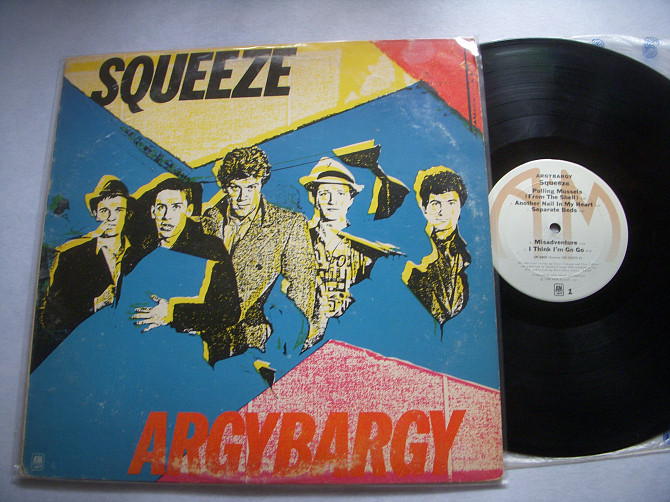 SQUEEZE
ARGYBARGY
ARGYBARGY
Squeeze
Pulling Mussels
(From The Shell)
Another Nail In My Heart
Separate Beds
Misadventure
I Think I'm Go Go
1